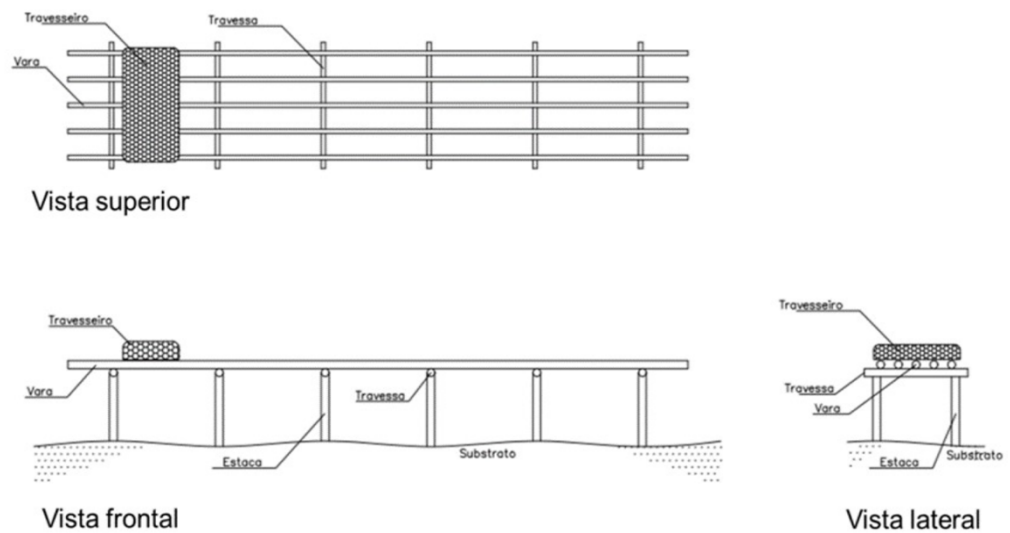 Travesseiro
Travessa
Vara
Vista superior
Travesseiro
Vara
Travessa
Estaca
Substrato
Vista frontal
Travesseiro
Travessa
Vara
Estaca
Substrato
Vista lateral